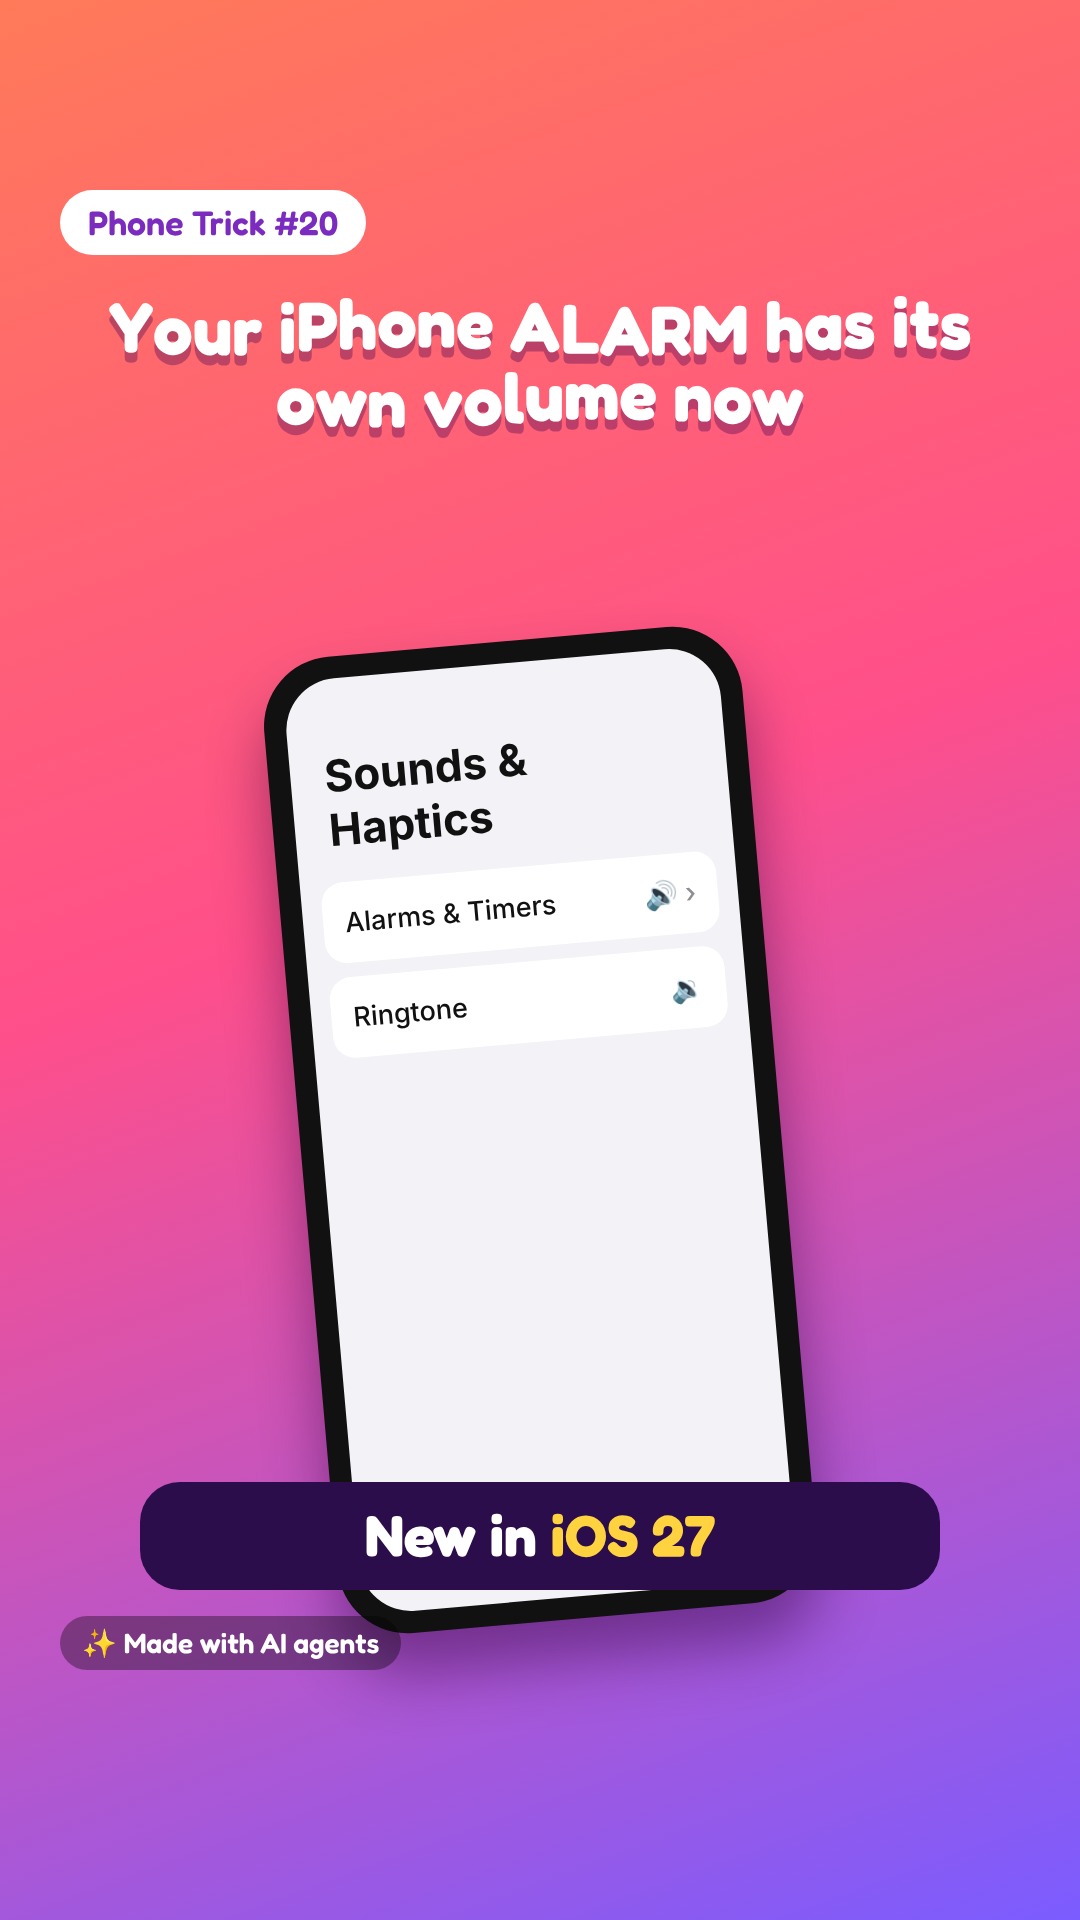 Phone Trick #20
Your iPhone ALARM has its
own volume now
Sounds &
Haptics
Alarms & Timers
Ringtone
New in iOS 27
✨ Made with AI agents